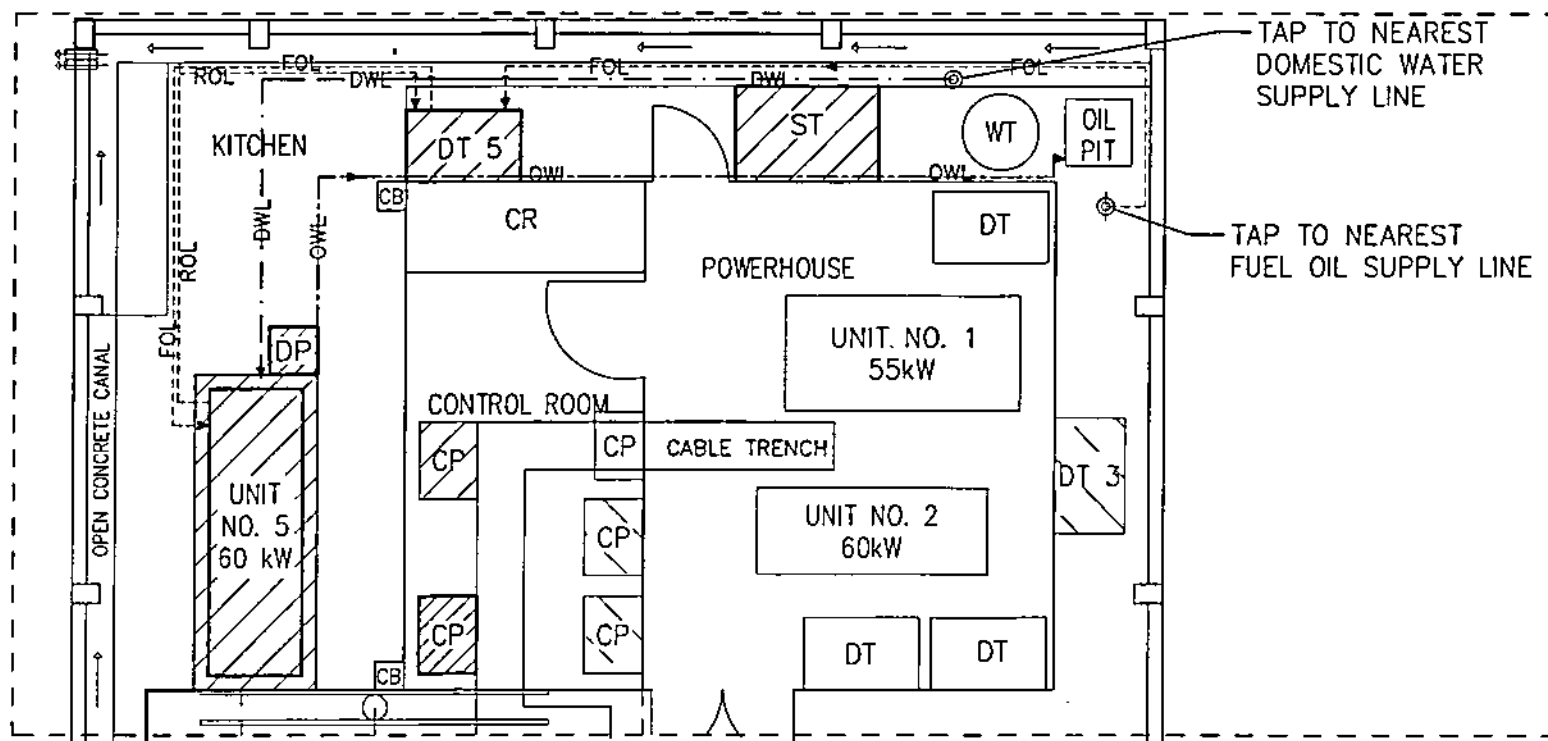 TAP TO NEAREST
DOMESTIC WATER
SUPPLY LINE
ROL
FOL
DWL
FOL
DWL
FOL
KITCHEN
DT 5
ST
WT
OIL
PIT
OWL
OWL
CB
CR
DT
DWL
OWL
ROL
FOL
TAP TO NEAREST
FUEL OIL SUPPLY LINE
POWERHOUSE
UNIT NO. 1
55kW
DP
OPEN CONCRETE CANAL
CONTROL ROOM
CP
CP
CABLE TRENCH
DT 3
UNIT
NO. 5
60 kW
UNIT NO. 2
60kW
CP
CP
CP
DT
DT
CB